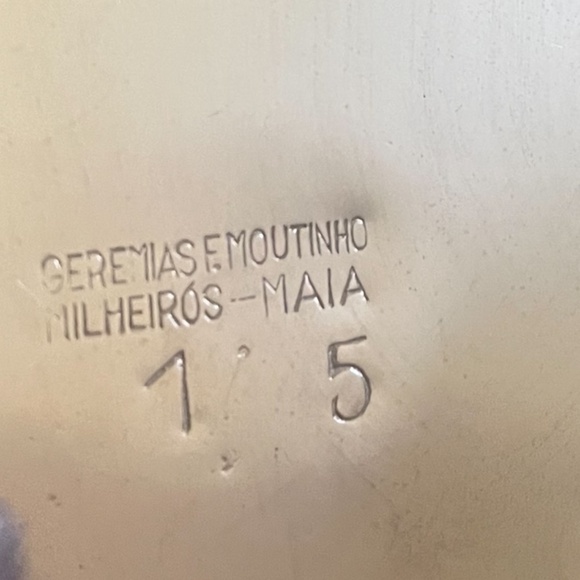 GEREMIAS F. MOUTINHO
MILHEIRÓS - MAIA
1 5